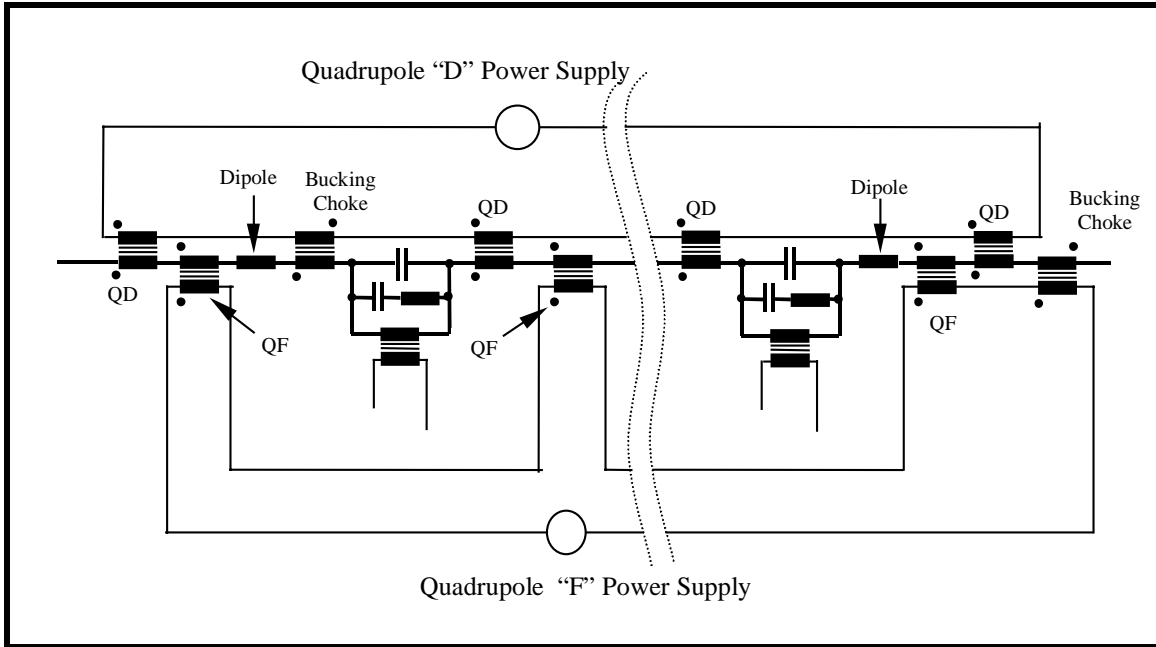 Quadrupole “D” Power Supply
Dipole
Bucking
Choke
QD
QD
Dipole
QD
Bucking
Choke
QD
QF
QF
QF
Quadrupole “F” Power Supply